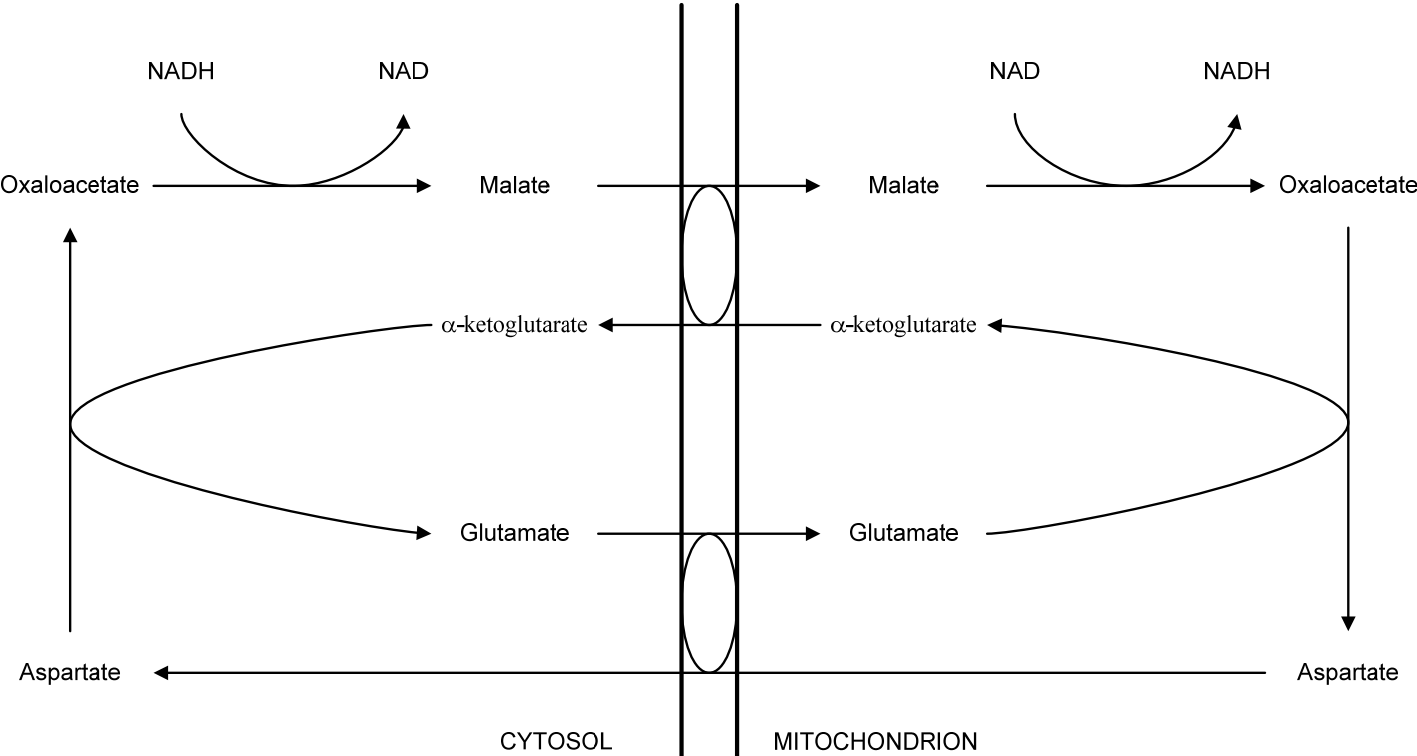 NADH NAD NAD NADH
Oxaloacetate Malate Malate Oxaloacetate
α-ketoglutarate α-ketoglutarate
Glutamate Glutamate
Aspartate Aspartate
CYTOSOL MITOCHONDRION